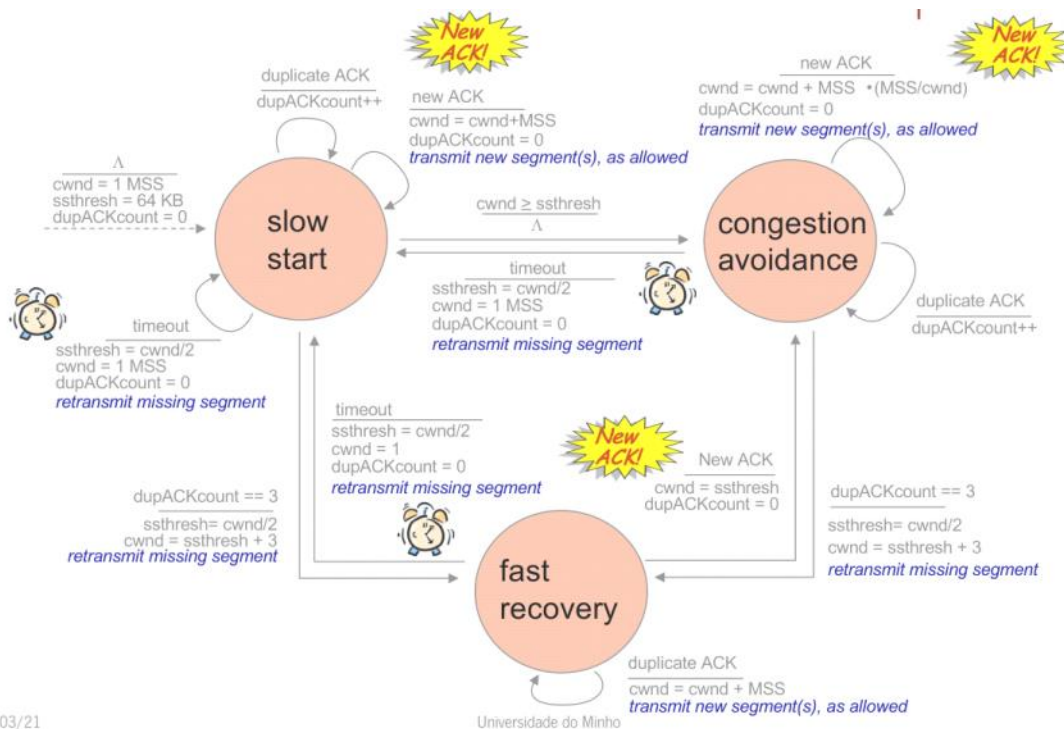 New
ACK!
duplicate ACK
dupACKcount++
new ACK
cwnd = cwnd+MSS
dupACKcount = 0
transmit new segment(s), as allowed
New
ACK!
new ACK
cwnd = cwnd + MSS •(MSS/cwnd)
dupACKcount = 0
transmit new segment(s), as allowed
Λ
cwnd = 1 MSS
ssthresh = 64 KB
dupACKcount = 0
slow
start
cwnd ≥ ssthresh
Λ
timeout
ssthresh = cwnd/2
cwnd = 1 MSS
dupACKcount = 0
retransmit missing segment
congestion
avoidance
duplicate ACK
dupACKcount++
timeout
ssthresh = cwnd/2
cwnd = 1 MSS
dupACKcount = 0
retransmit missing segment
timeout
ssthresh = cwnd/2
cwnd = 1
dupACKcount = 0
retransmit missing segment
New
ACK!
New ACK
cwnd = ssthresh
dupACKcount = 0
dupACKcount == 3
ssthresh= cwnd/2
cwnd = ssthresh + 3
retransmit missing segment
dupACKcount == 3
ssthresh= cwnd/2
cwnd = ssthresh + 3
retransmit missing segment
fast
recovery
duplicate ACK
cwnd = cwnd + MSS
transmit new segment(s), as allowed
03/21
Universidade do Minho